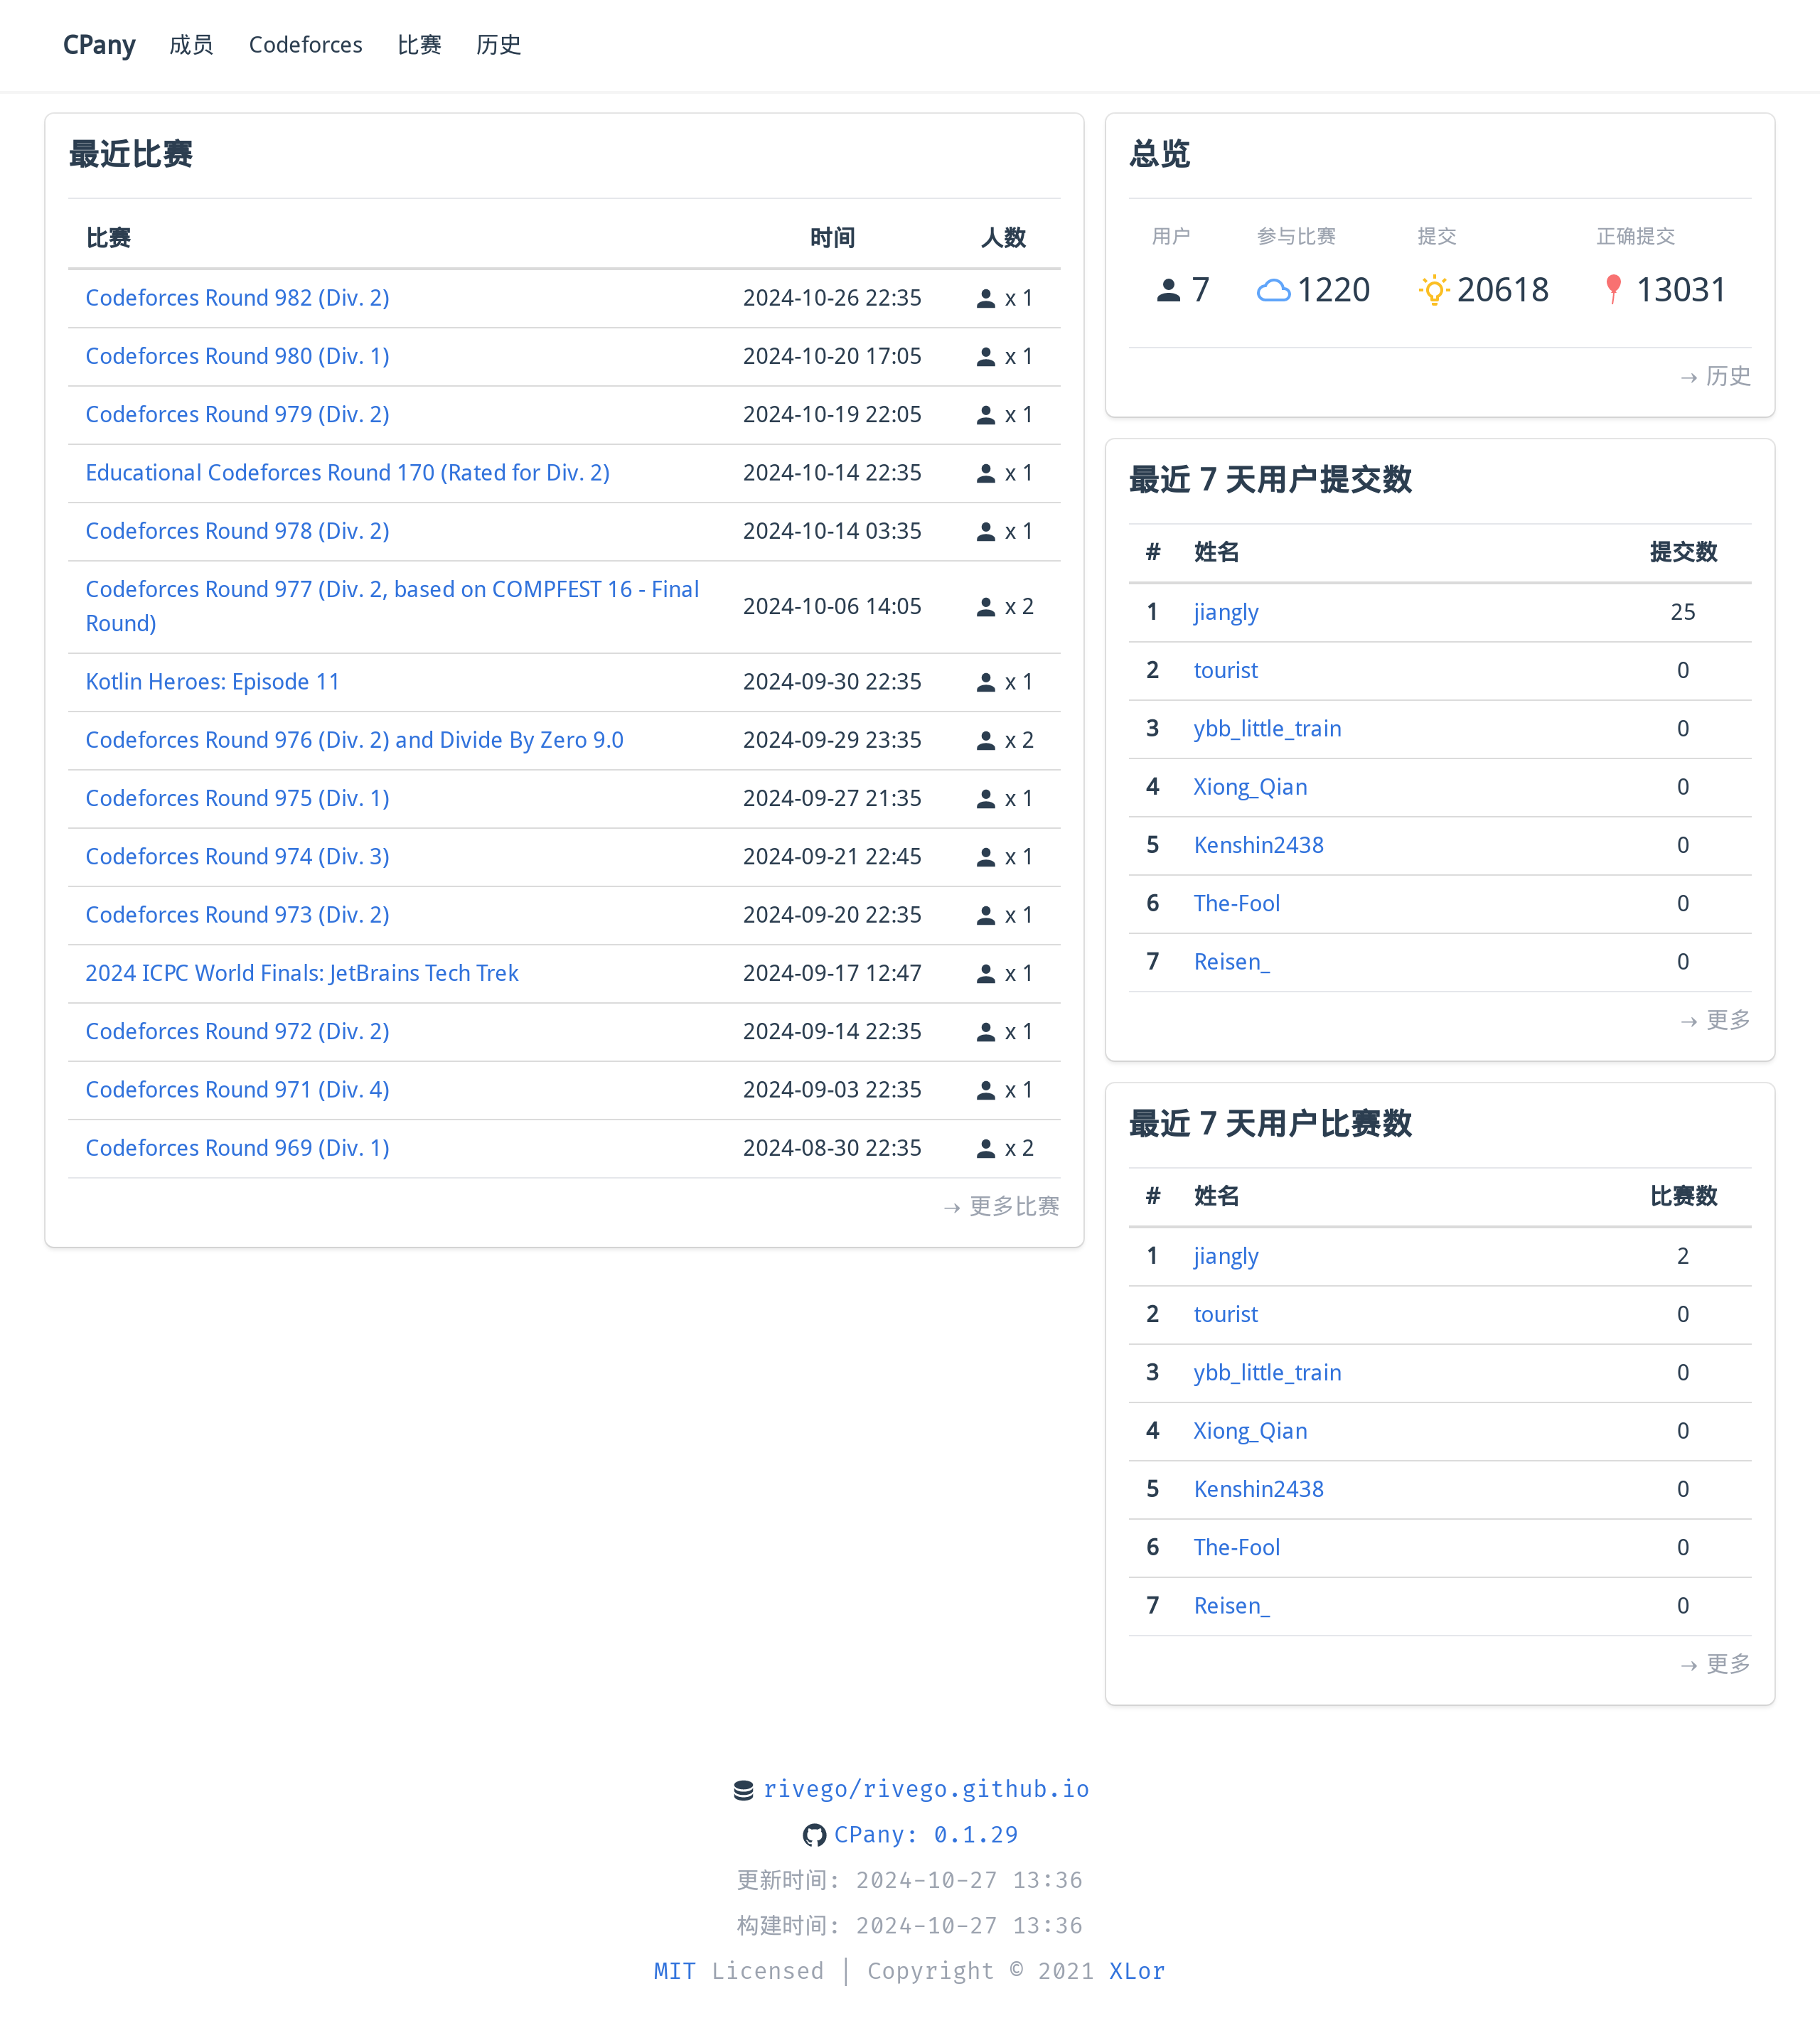 CPany 成员 Codeforces 比赛 历史
最近比赛
比赛 时间 人数
Codeforces Round 982 (Div. 2) 2024-10-26 22:35 x 1
Codeforces Round 980 (Div. 1) 2024-10-20 17:05 x 1
Codeforces Round 979 (Div. 2) 2024-10-19 22:05 x 1
Educational Codeforces Round 170 (Rated for Div. 2) 2024-10-14 22:35 x 1
Codeforces Round 978 (Div. 2) 2024-10-14 03:35 x 1
Codeforces Round 977 (Div. 2, based on COMPFEST 16 - Final
Round) 2024-10-06 14:05 x 2
Kotlin Heroes: Episode 11 2024-09-30 22:35 x 1
Codeforces Round 976 (Div. 2) and Divide By Zero 9.0 2024-09-29 23:35 x 2
Codeforces Round 975 (Div. 1) 2024-09-27 21:35 x 1
Codeforces Round 974 (Div. 3) 2024-09-21 22:45 x 1
Codeforces Round 973 (Div. 2) 2024-09-20 22:35 x 1
2024 ICPC World Finals: JetBrains Tech Trek 2024-09-17 12:47 x 1
Codeforces Round 972 (Div. 2) 2024-09-14 22:35 x 1
Codeforces Round 971 (Div. 4) 2024-09-03 22:35 x 1
Codeforces Round 969 (Div. 1) 2024-08-30 22:35 x 2
→ 更多比赛
总览
用户 参与比赛 提交 正确提交
7 1220 20618 13031
→ 历史
最近 7 天用户提交数
# 姓名 提交数
1 jiangly 25
2 tourist 0
3 ybb_little_train 0
4 Xiong_Qian 0
5 Kenshin2438 0
6 The-Fool 0
7 Reisen_ 0
→ 更多
最近 7 天用户比赛数
# 姓名 比赛数
1 jiangly 2
2 tourist 0
3 ybb_little_train 0
4 Xiong_Qian 0
5 Kenshin2438 0
6 The-Fool 0
7 Reisen_ 0
→ 更多
rivego/rivego.github.io
CPany: 0.1.29
更新时间: 2024-10-27 13:36
构建时间: 2024-10-27 13:36
MIT Licensed | Copyright © 2021 XLor